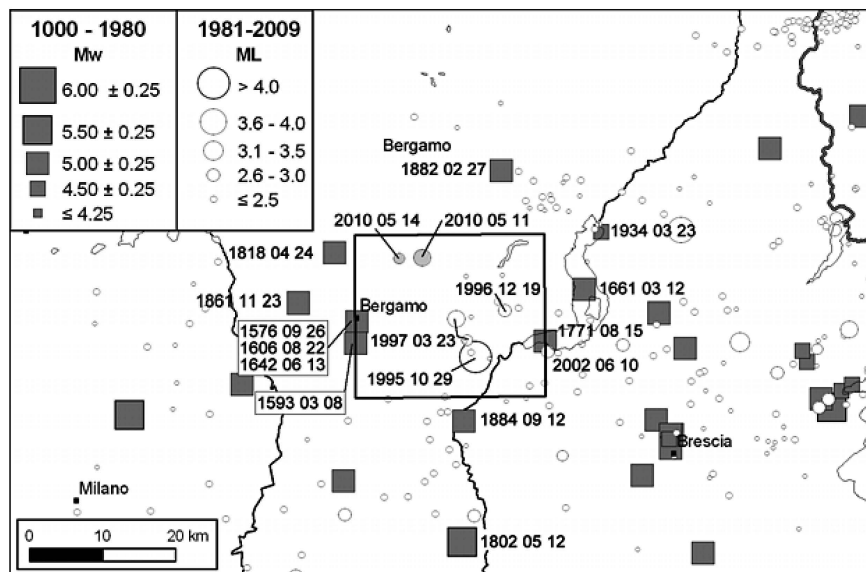 1000 - 1980
Mw
6.00 ± 0.25
5.50 ± 0.25
5.00 ± 0.25
4.50 ± 0.25
≤ 4.25
1981-2009
ML
> 4.0
3.6 - 4.0
3.1 - 3.5
2.6 - 3.0
≤ 2.5
Bergamo
1882 02 27
2010 05 14
2010 05 11
1934 03 23
1818 04 24
1996 12 19
1661 03 12
1861 11 23
Bergamo
1576 09 26
1606 08 22
1642 06 13
1997 03 23
1771 08 15
2002 06 10
1995 10 29
1593 03 08
1884 09 12
Brescia
Milano
0 10 20
km
1802 05 12